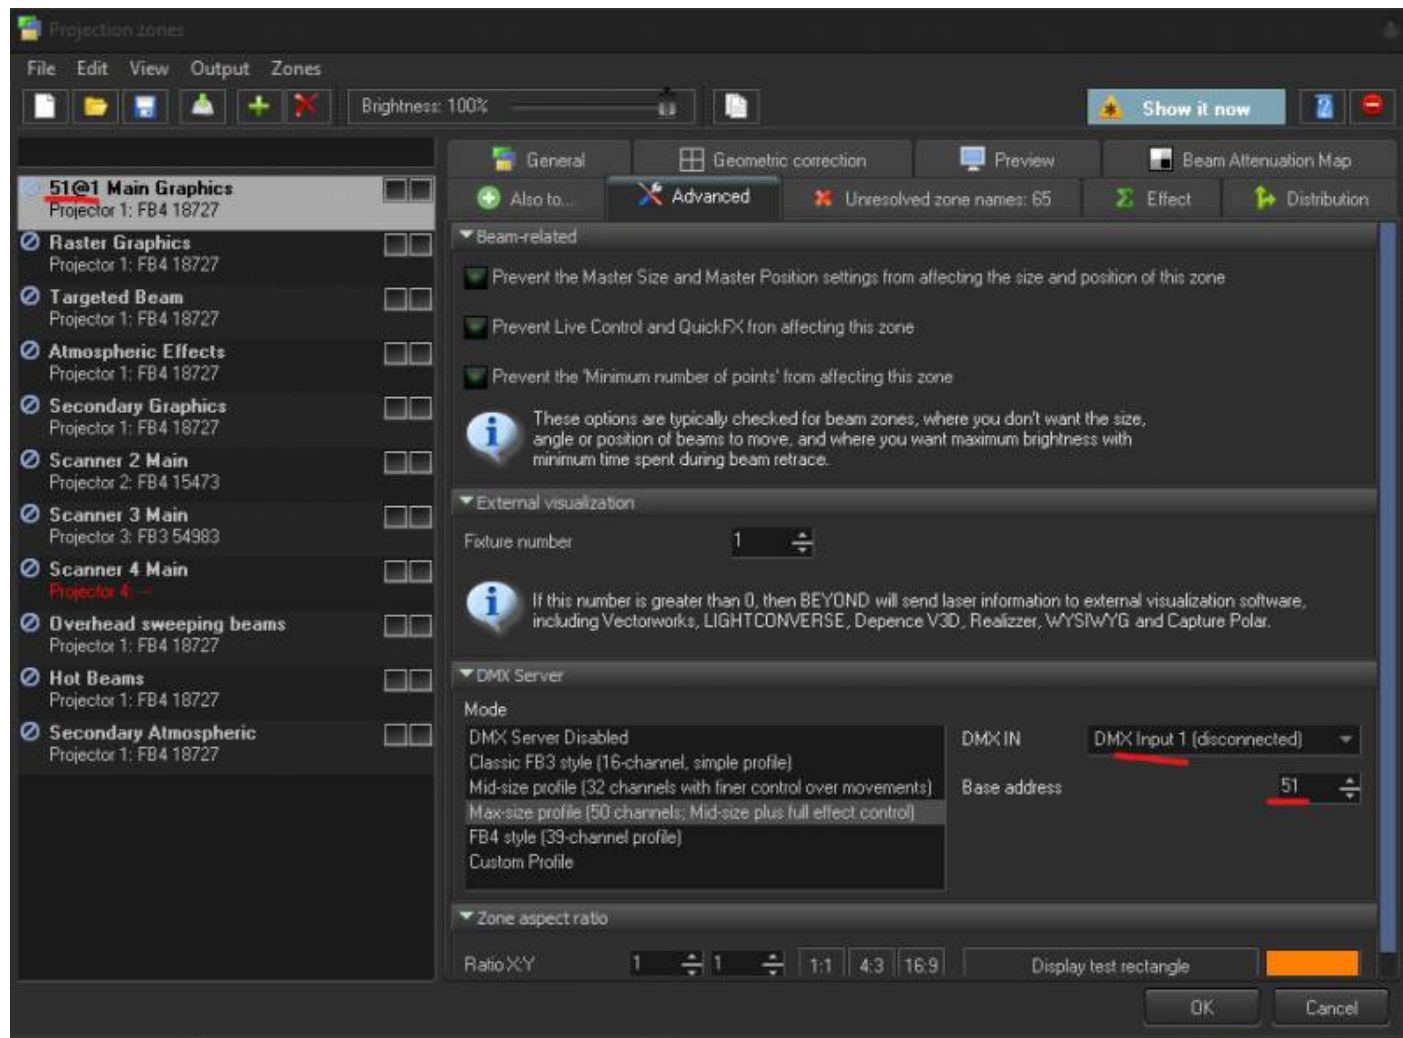 Projection zones
File Edit View Output Zones
Brightness: 100%
Show it now
General Geometric correction Preview Beam Attenuation Map
Also to... Advanced Unresolved zone names: 65 Effect Distribution
51@1 Main Graphics
Projector 1: FB4 18727
Raster Graphics
Projector 1: FB4 18727
Targeted Beam
Projector 1: FB4 18727
Atmospheric Effects
Projector 1: FB4 18727
Secondary Graphics
Projector 1: FB4 18727
Scanner 2 Main
Projector 2: FB4 15473
Scanner 3 Main
Projector 3: FB3 54983
Scanner 4 Main
Projector 4: --
Overhead sweeping beams
Projector 1: FB4 18727
Hot Beams
Projector 1: FB4 18727
Secondary Atmospheric
Projector 1: FB4 18727
Beam-related
Prevent the Master Size and Master Position settings from affecting the size and position of this zone
Prevent Live Control and QuickFX fron affecting this zone
Prevent the 'Minimum number of points' from affecting this zone
These options are typically checked for beam zones, where you don't want the size,
angle or position of beams to move, and where you want maximum brightness with
minimum time spent during beam retrace.
External visualization
Fixture number 1
If this number is greater than 0, then BEYOND will send laser information to external visualization software,
including Vectorworks, LIGHTCONVERSE, Depence V3D, Realizzer, WYSIWYG and Capture Polar.
DMX Server
Mode
DMX Server Disabled
Classic FB3 style (16-channel, simple profile)
Mid-size profile (32 channels with finer control over movements)
Max-size profile (50 channels; Mid-size plus full effect control)
FB4 style (39-channel profile)
Custom Profile
DMX IN DMX Input 1 (disconnected)
Base address 51
Zone aspect ratio
Ratio X:Y 1 1 1:1 4:3 16:9 Display test rectangle
OK Cancel